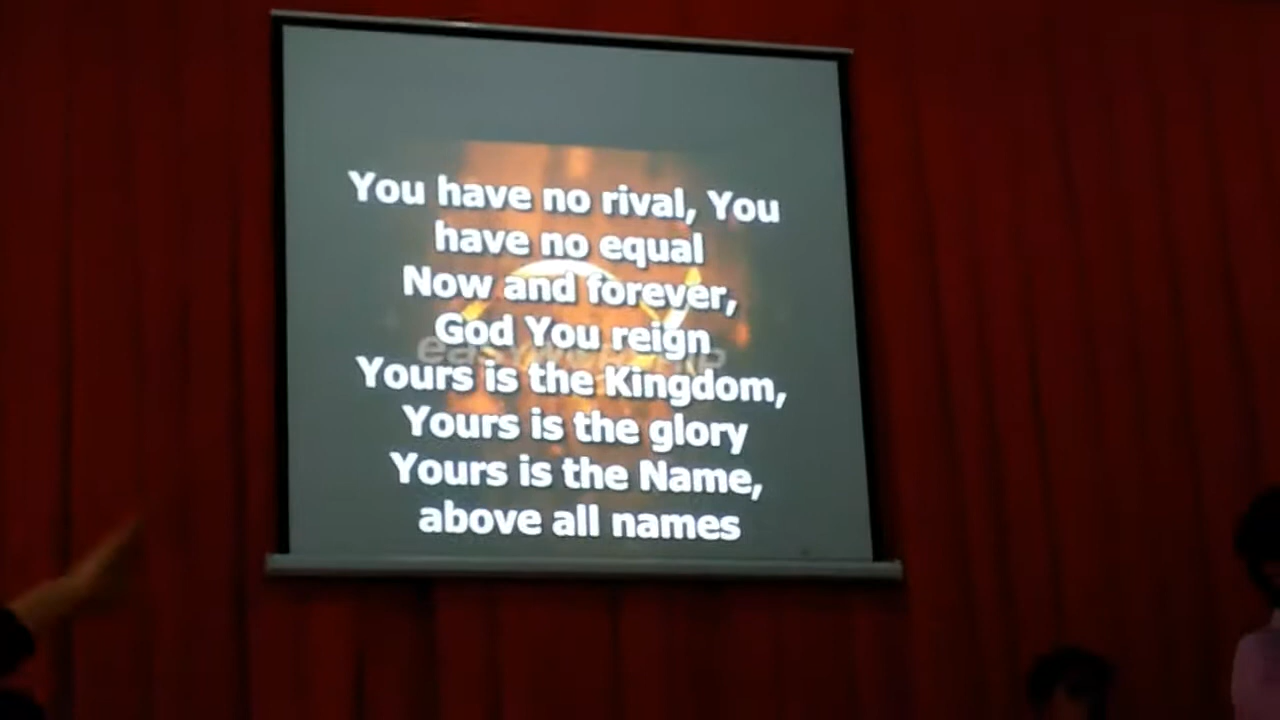 You have no rival, You
have no equal
Now and forever,
God You reign
Yours is the Kingdom,
Yours is the glory
Yours is the Name,
above all names